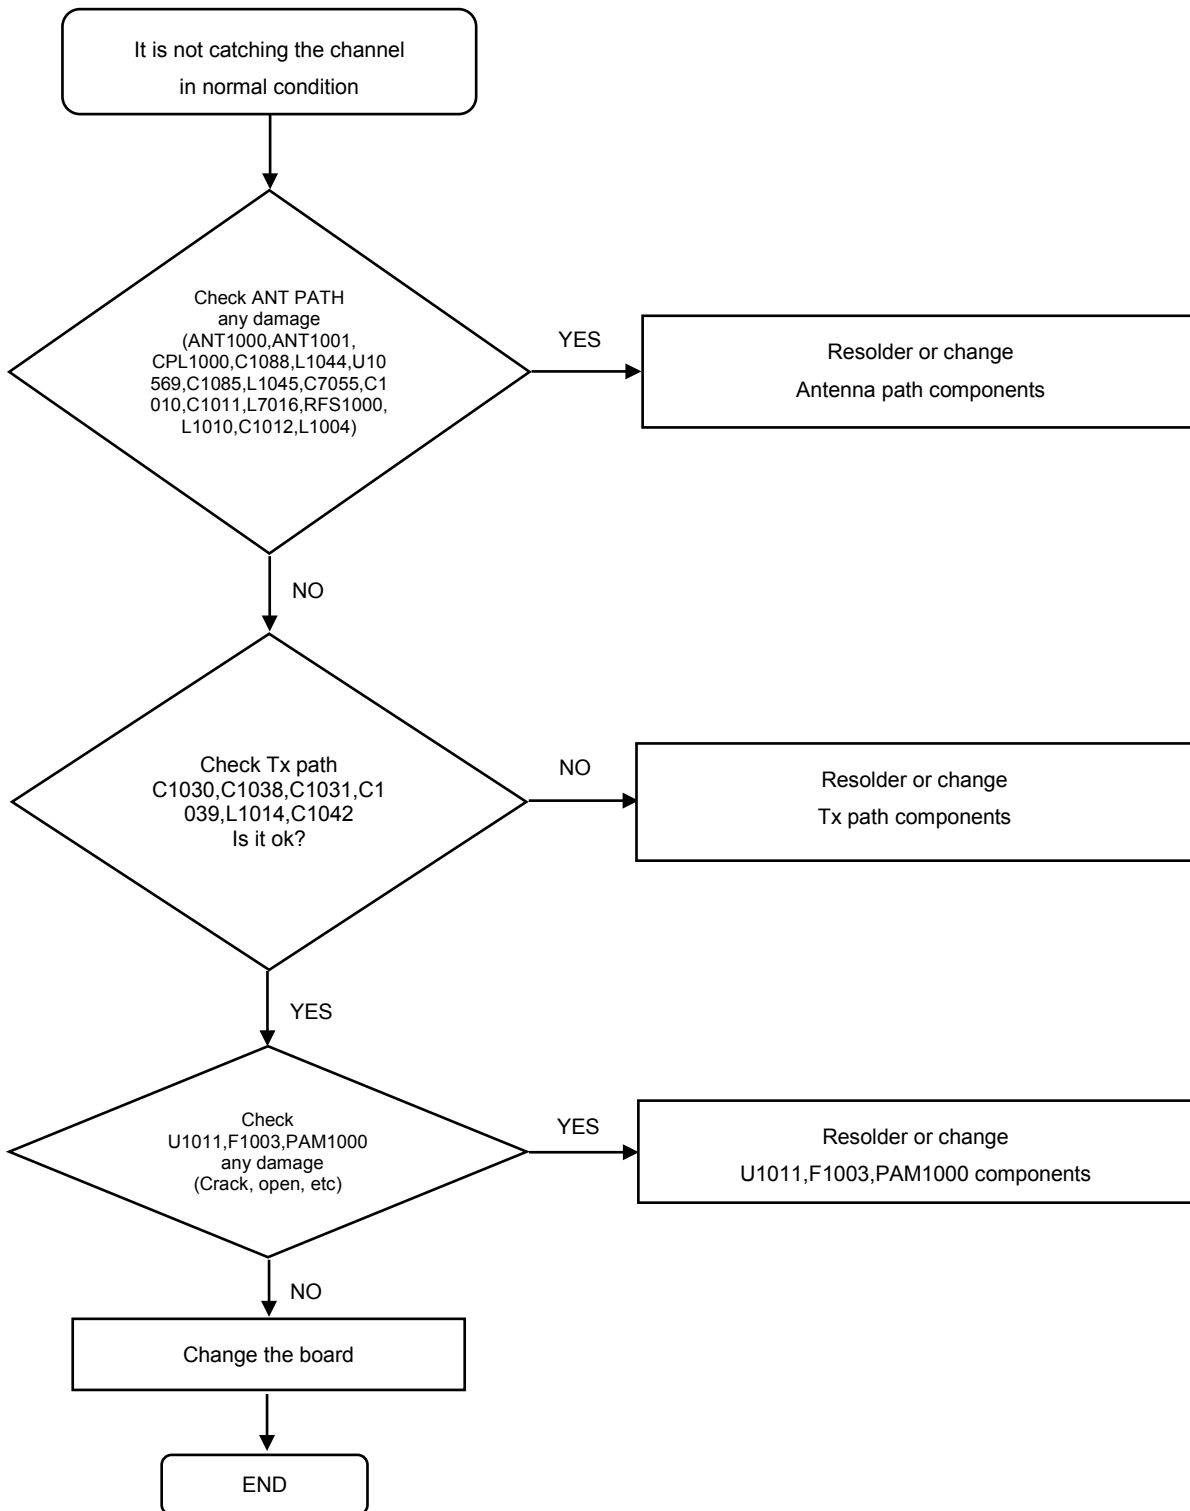 It is not catching the channel
in normal condition
Check ANT PATH
any damage
(ANT1000,ANT1001,
CPL1000,C1088,L1044,U10
569,C1085,L1045,C7055,C1
010,C1011,L7016,RFS1000,
L1010,C1012,L1004)
YES
Resolder or change
Antenna path components
NO
Check Tx path
C1030,C1038,C1031,C1
039,L1014,C1042
Is it ok?
NO
Resolder or change
Tx path components
YES
Check
U1011,F1003,PAM1000
any damage
(Crack, open, etc)
YES
Resolder or change
U1011,F1003,PAM1000 components
NO
Change the board
END